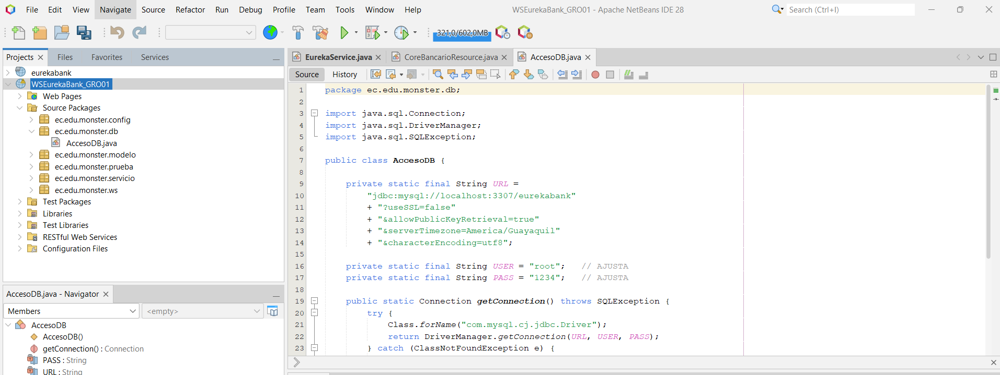 File Edit View Navigate Source Refactor Run Debug Profile Team Tools Window Help WSEurekaBank_GRO01 - Apache NetBeans IDE 28 Search (Ctrl+I)
321,0/602,0MB
Projects Files Favorites Services
eurekabank
WSEurekaBank_GRO01
Web Pages
Source Packages
ec.edu.monster.config
ec.edu.monster.db
AccesoDB.java
ec.edu.monster.modelo
ec.edu.monster.prueba
ec.edu.monster.servicio
ec.edu.monster.ws
Test Packages
Libraries
Test Libraries
RESTful Web Services
Configuration Files
AccesoDB.java - Navigator
Members <empty>
AccesoDB
AccesoDB()
getConnection() : Connection
PASS : String
URL : String
EurekaService.java CoreBancarioResource.java AccesoDB.java
Source History
1 package ec.edu.monster.db;
2
3 import java.sql.Connection;
4 import java.sql.DriverManager;
5 import java.sql.SQLException;
6
7 public class AccesoDB {
8
9 private static final String URL =
10 "jdbc:mysql://localhost:3307/eurekabank"
11 + "?useSSL=false"
12 + "&allowPublicKeyRetrieval=true"
13 + "&serverTimezone=America/Guayaquil"
14 + "&characterEncoding=utf8";
15
16 private static final String USER = "root"; // AJUSTA
17 private static final String PASS = "1234"; // AJUSTA
18
19 public static Connection getConnection() throws SQLException {
20 try {
21 Class.forName("com.mysql.cj.jdbc.Driver");
22 return DriverManager.getConnection(URL, USER, PASS);
23 } catch (ClassNotFoundException e) {